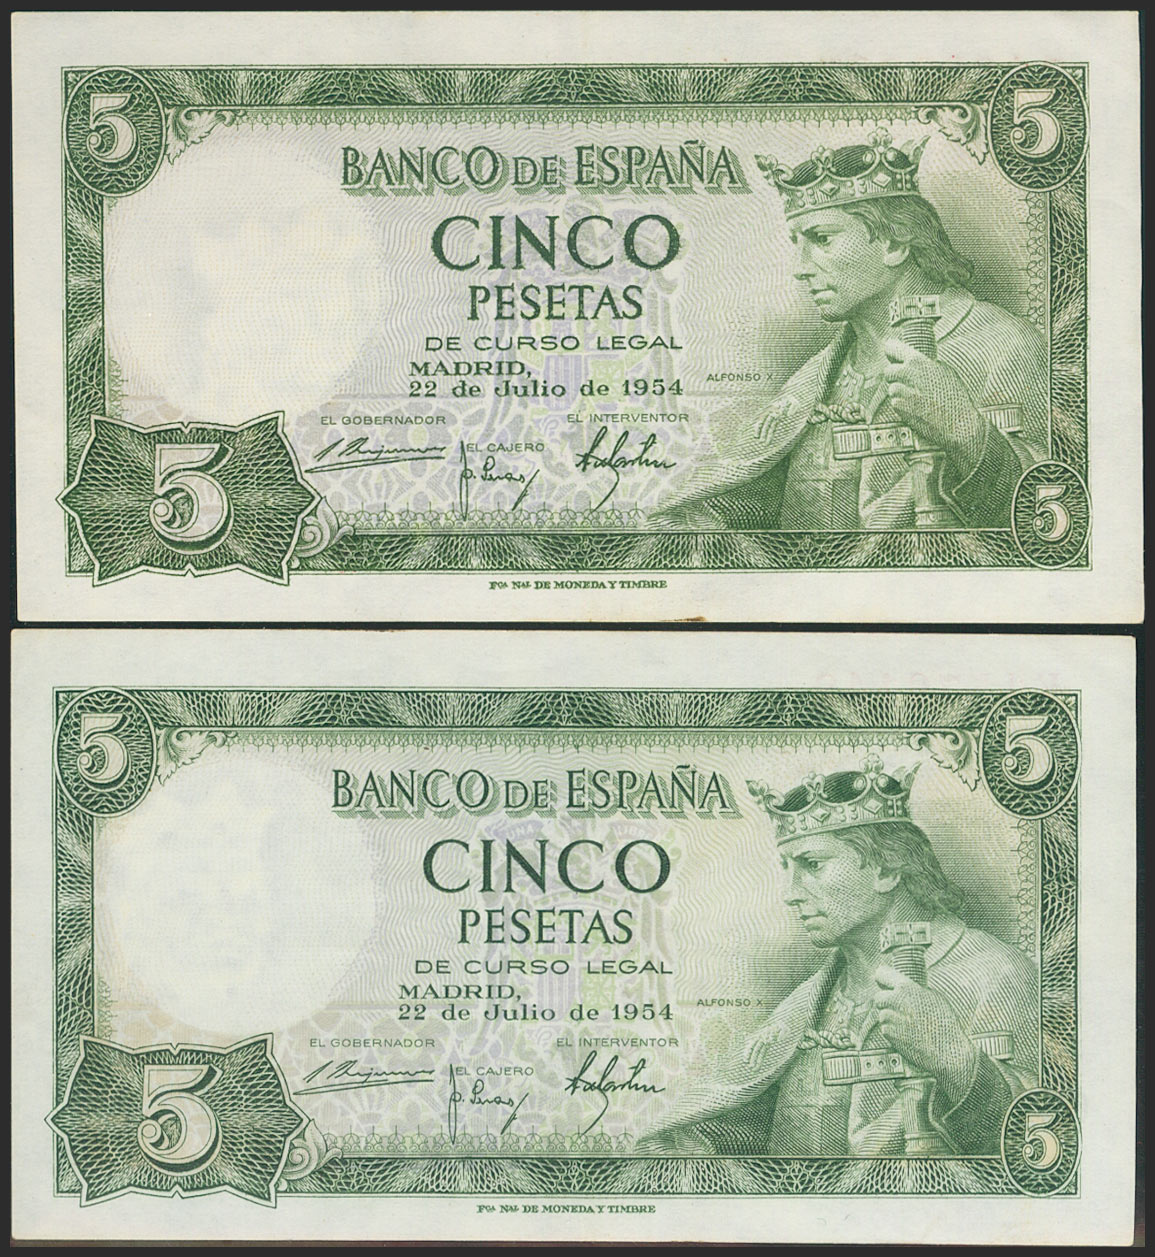 5 5
BANCO DE ESPAÑA
CINCO
PESETAS
DE CURSO LEGAL
MADRID,
22 de Julio de 1954
ALFONSO X
EL GOBERNADOR
EL INTERVENTOR
EL CAJERO
5 5
Fca. Nal. DE MONEDA Y TIMBRE
5 5
BANCO DE ESPAÑA
CINCO
PESETAS
DE CURSO LEGAL
MADRID,
22 de Julio de 1954
ALFONSO X
EL GOBERNADOR
EL INTERVENTOR
EL CAJERO
5 5
Fca. Nal. DE MONEDA Y TIMBRE